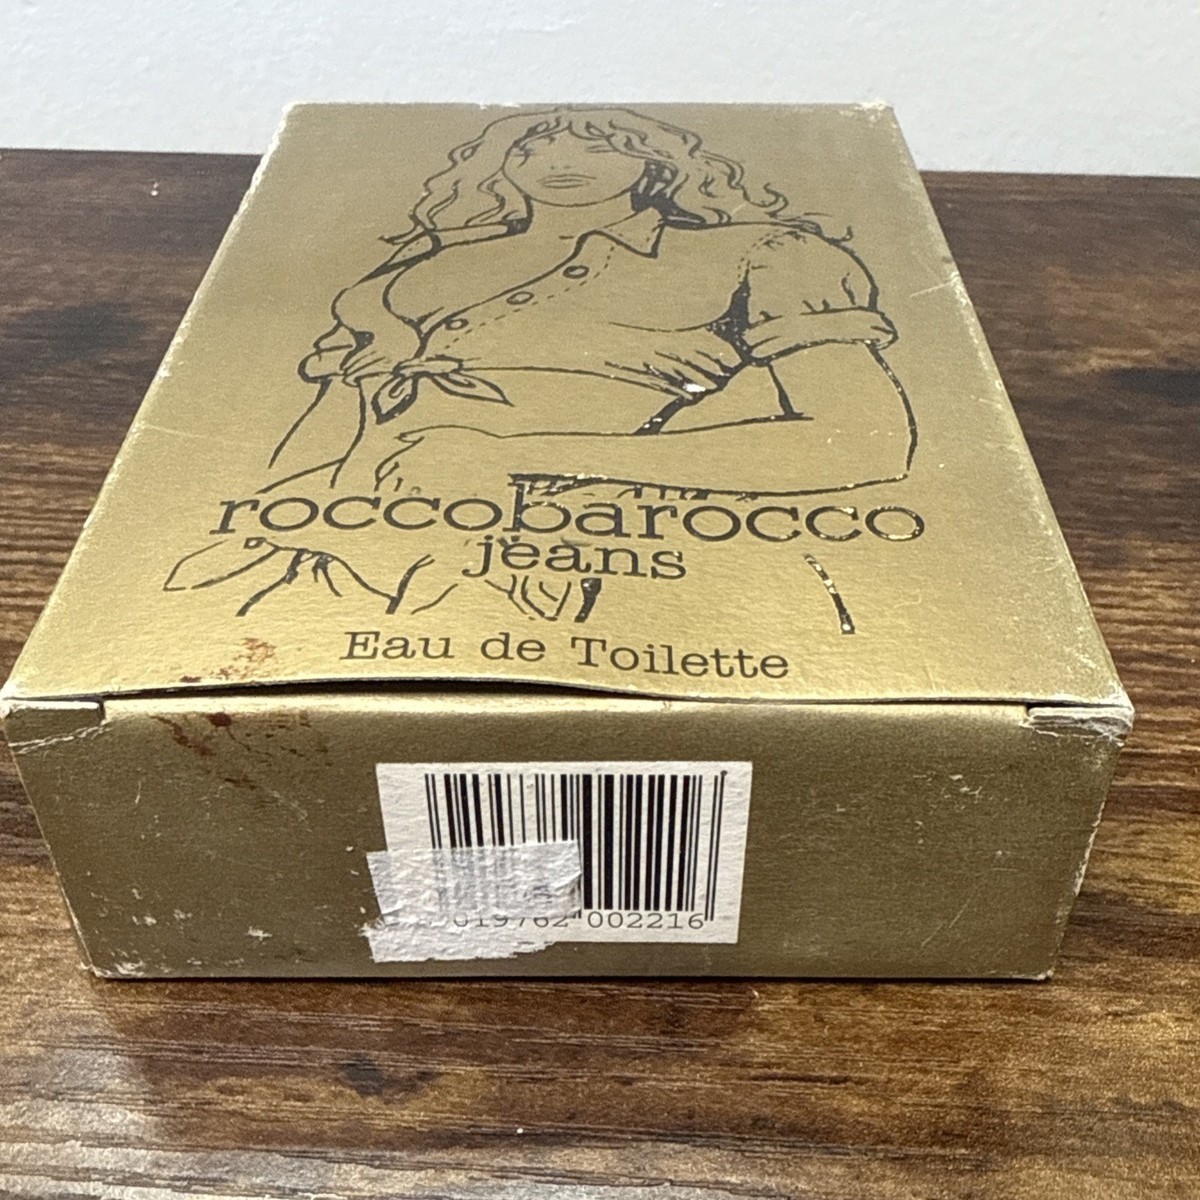 roccobarocco
jeans
Eau de Toilette
019762 002216